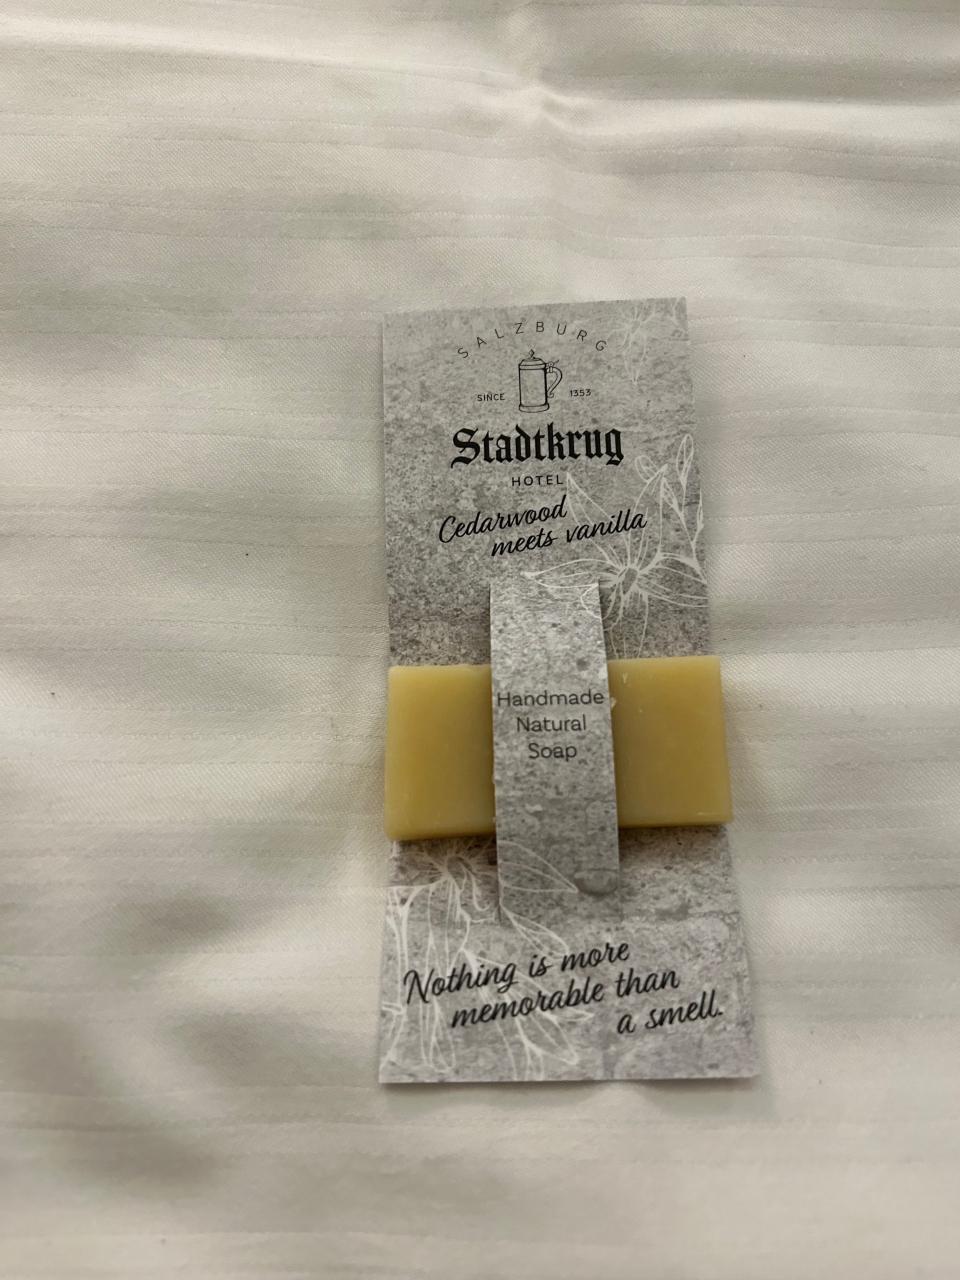 SALZBURG
SINCE 1353
Stadtkrug
HOTEL
Cedarwood
meets vanilla
Handmade
Natural
Soap
Nothing is more
memorable than
a smell.